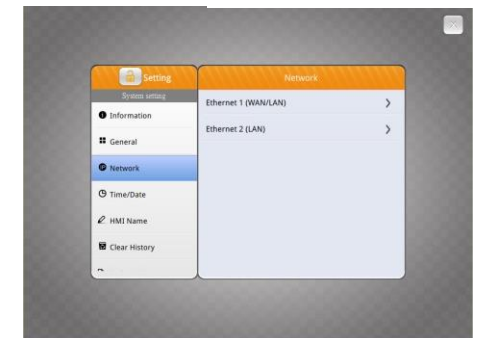 Setting
System setting
Information
General
Network
Time/Date
HMI Name
Clear History
Network
Ethernet 1 (WAN/LAN)
Ethernet 2 (LAN)